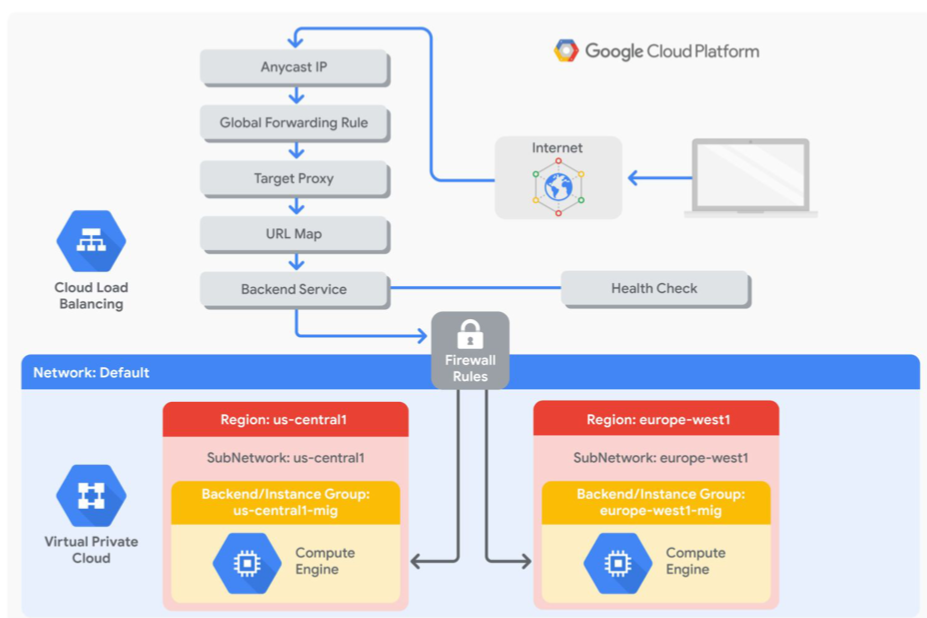 Google Cloud Platform
Anycast IP
Global Forwarding Rule
Target Proxy
URL Map
Backend Service
Internet
Health Check
Cloud Load
Balancing
Firewall
Rules
Network: Default
Region: us-central1
SubNetwork: us-central1
Backend/Instance Group:
us-central1-mig
Compute
Engine
Region: europe-west1
SubNetwork: europe-west1
Backend/Instance Group:
europe-west1-mig
Compute
Engine
Virtual Private
Cloud